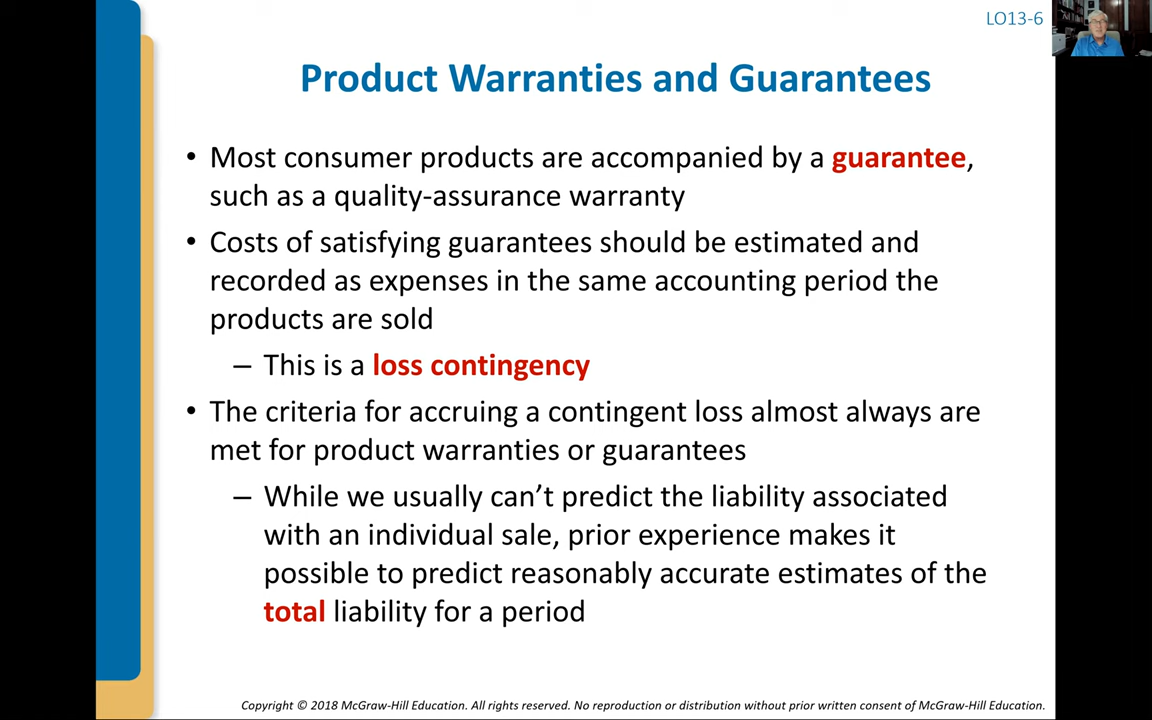 LO13-6
Product Warranties and Guarantees
• Most consumer products are accompanied by a guarantee,
such as a quality-assurance warranty
• Costs of satisfying guarantees should be estimated and
recorded as expenses in the same accounting period the
products are sold
– This is a loss contingency
• The criteria for accruing a contingent loss almost always are
met for product warranties or guarantees
– While we usually can’t predict the liability associated
with an individual sale, prior experience makes it
possible to predict reasonably accurate estimates of the
total liability for a period
Copyright © 2018 McGraw-Hill Education. All rights reserved. No reproduction or distribution without prior written consent of McGraw-Hill Education.